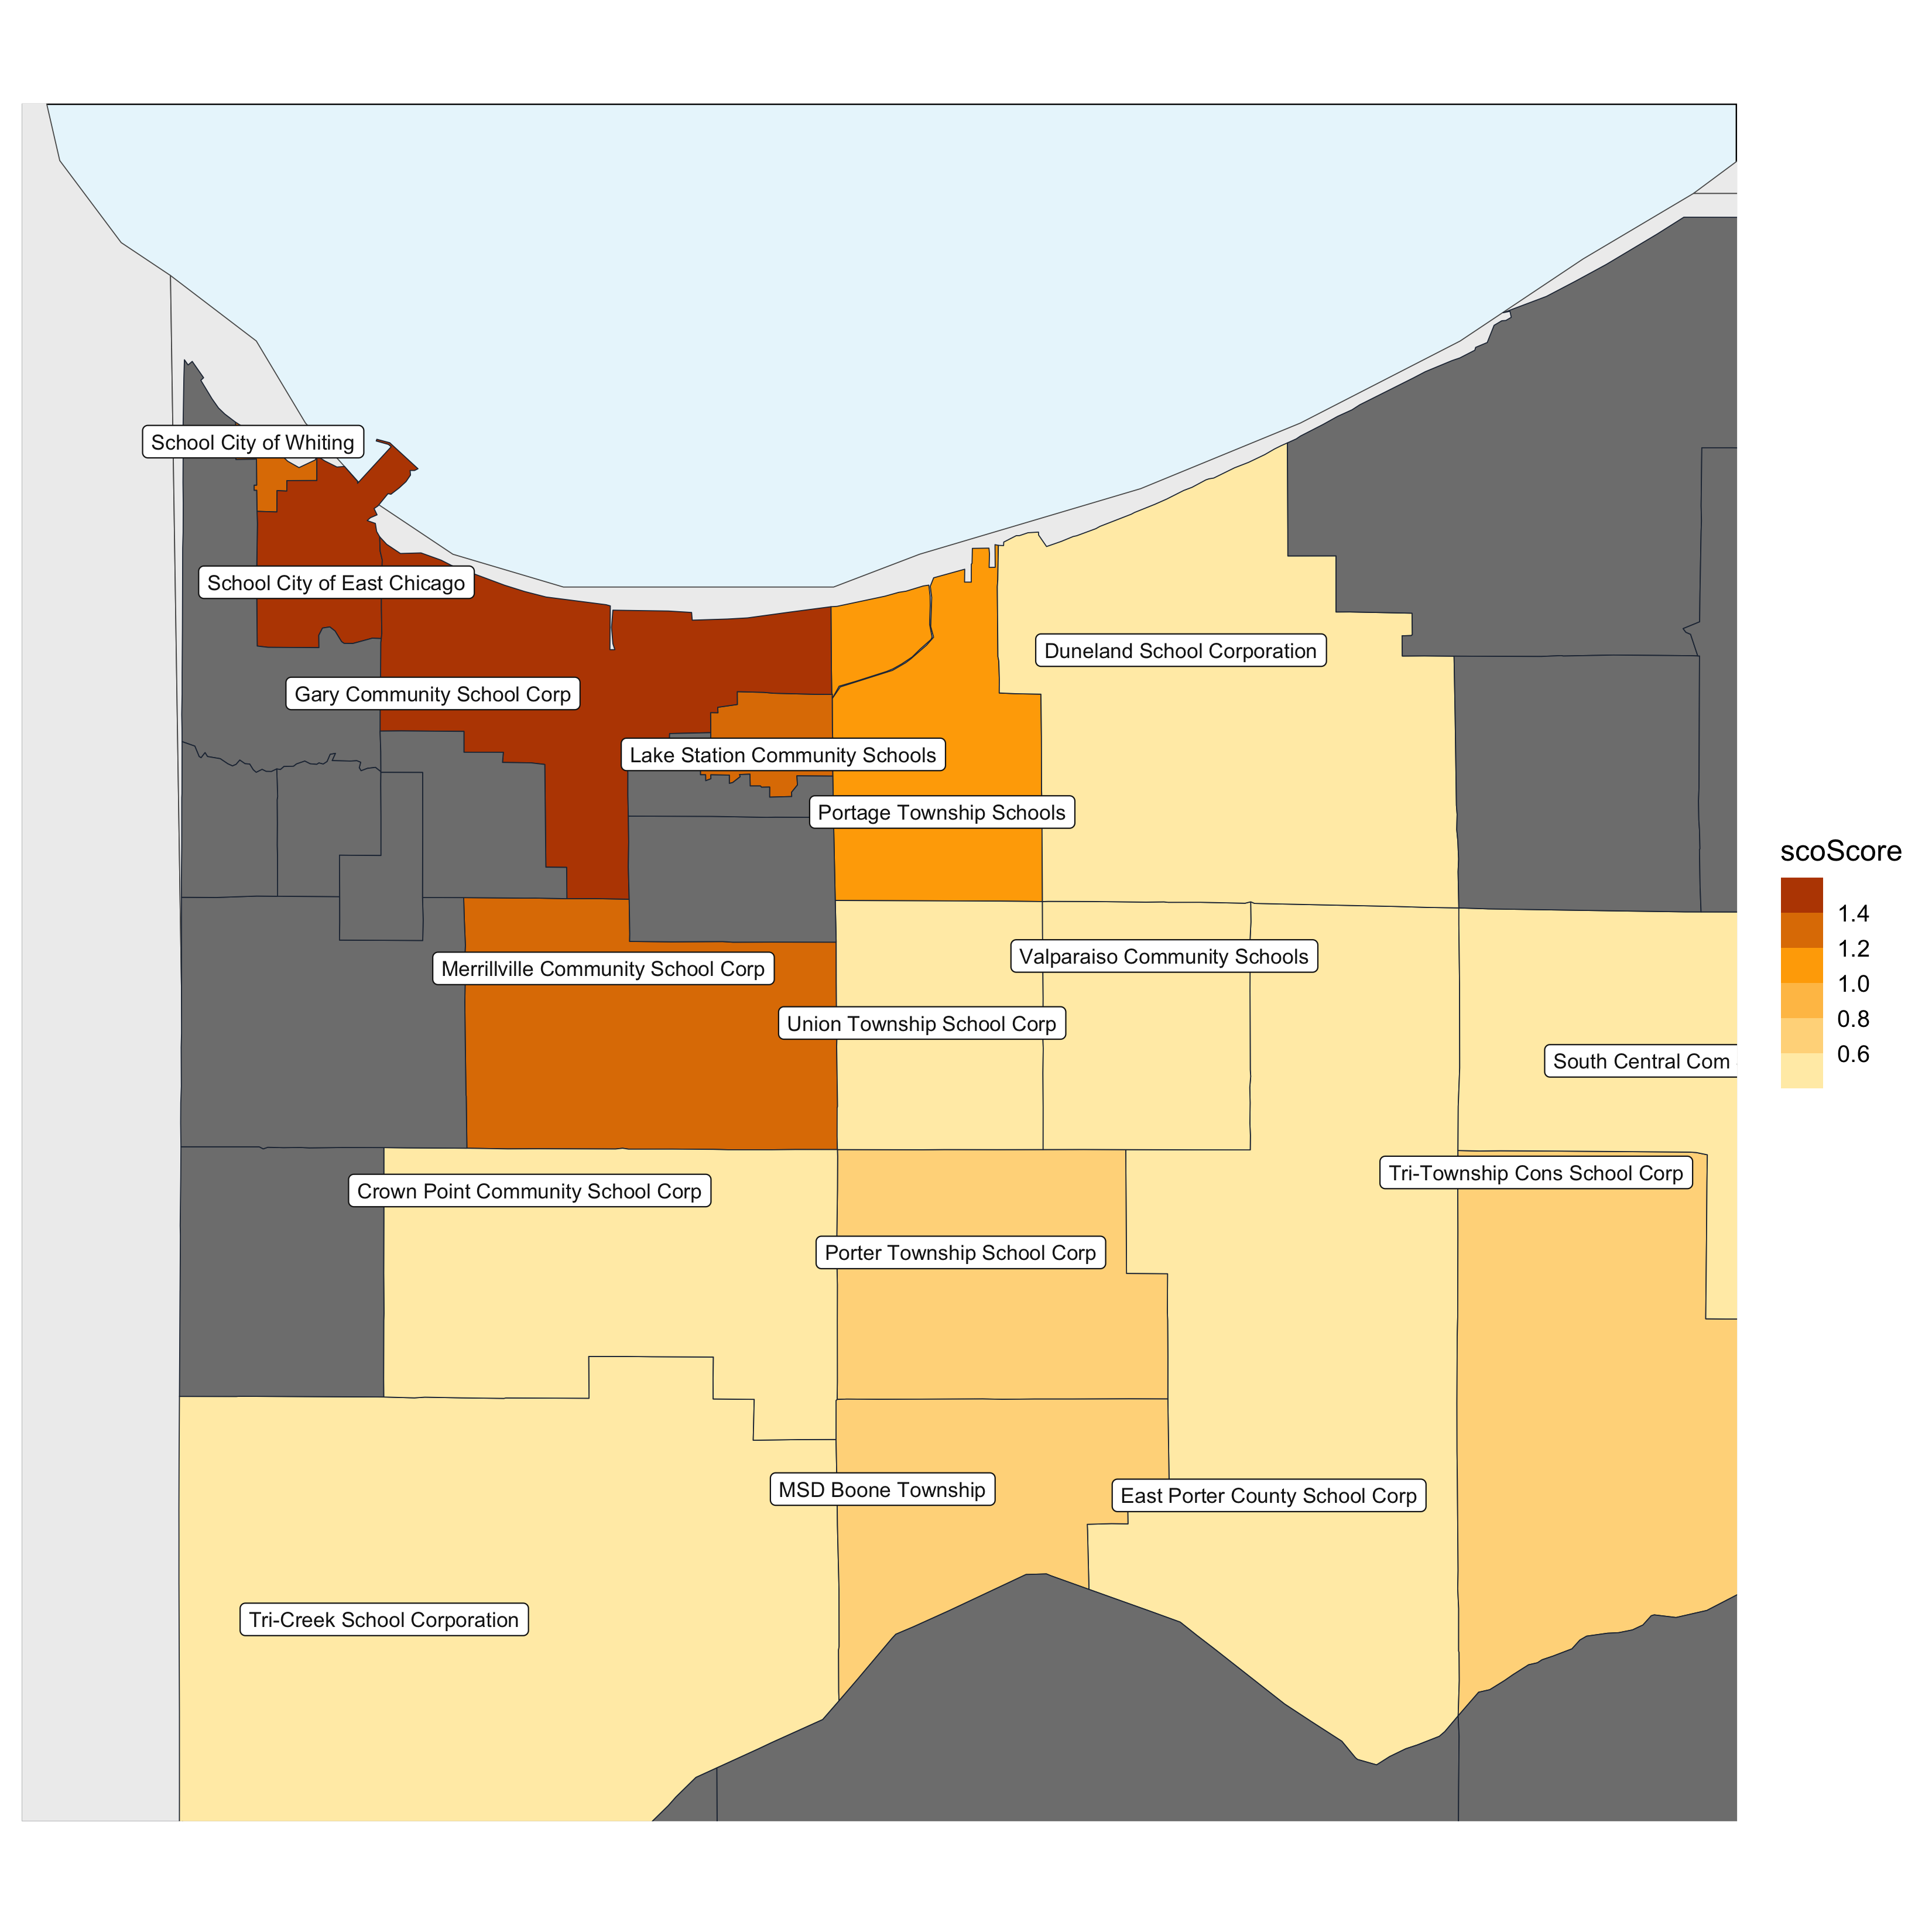 School City of Whiting
School City of East Chicago
Duneland School Corporation
Gary Community School Corp
Lake Station Community Schools
Portage Township Schools
Valparaiso Community Schools
Merrillville Community School Corp
Union Township School Corp
South Central Com
Tri-Township Cons School Corp
Crown Point Community School Corp
Porter Township School Corp
MSD Boone Township
East Porter County School Corp
Tri-Creek School Corporation
scoScore
1.4
1.2
1.0
0.8
0.6